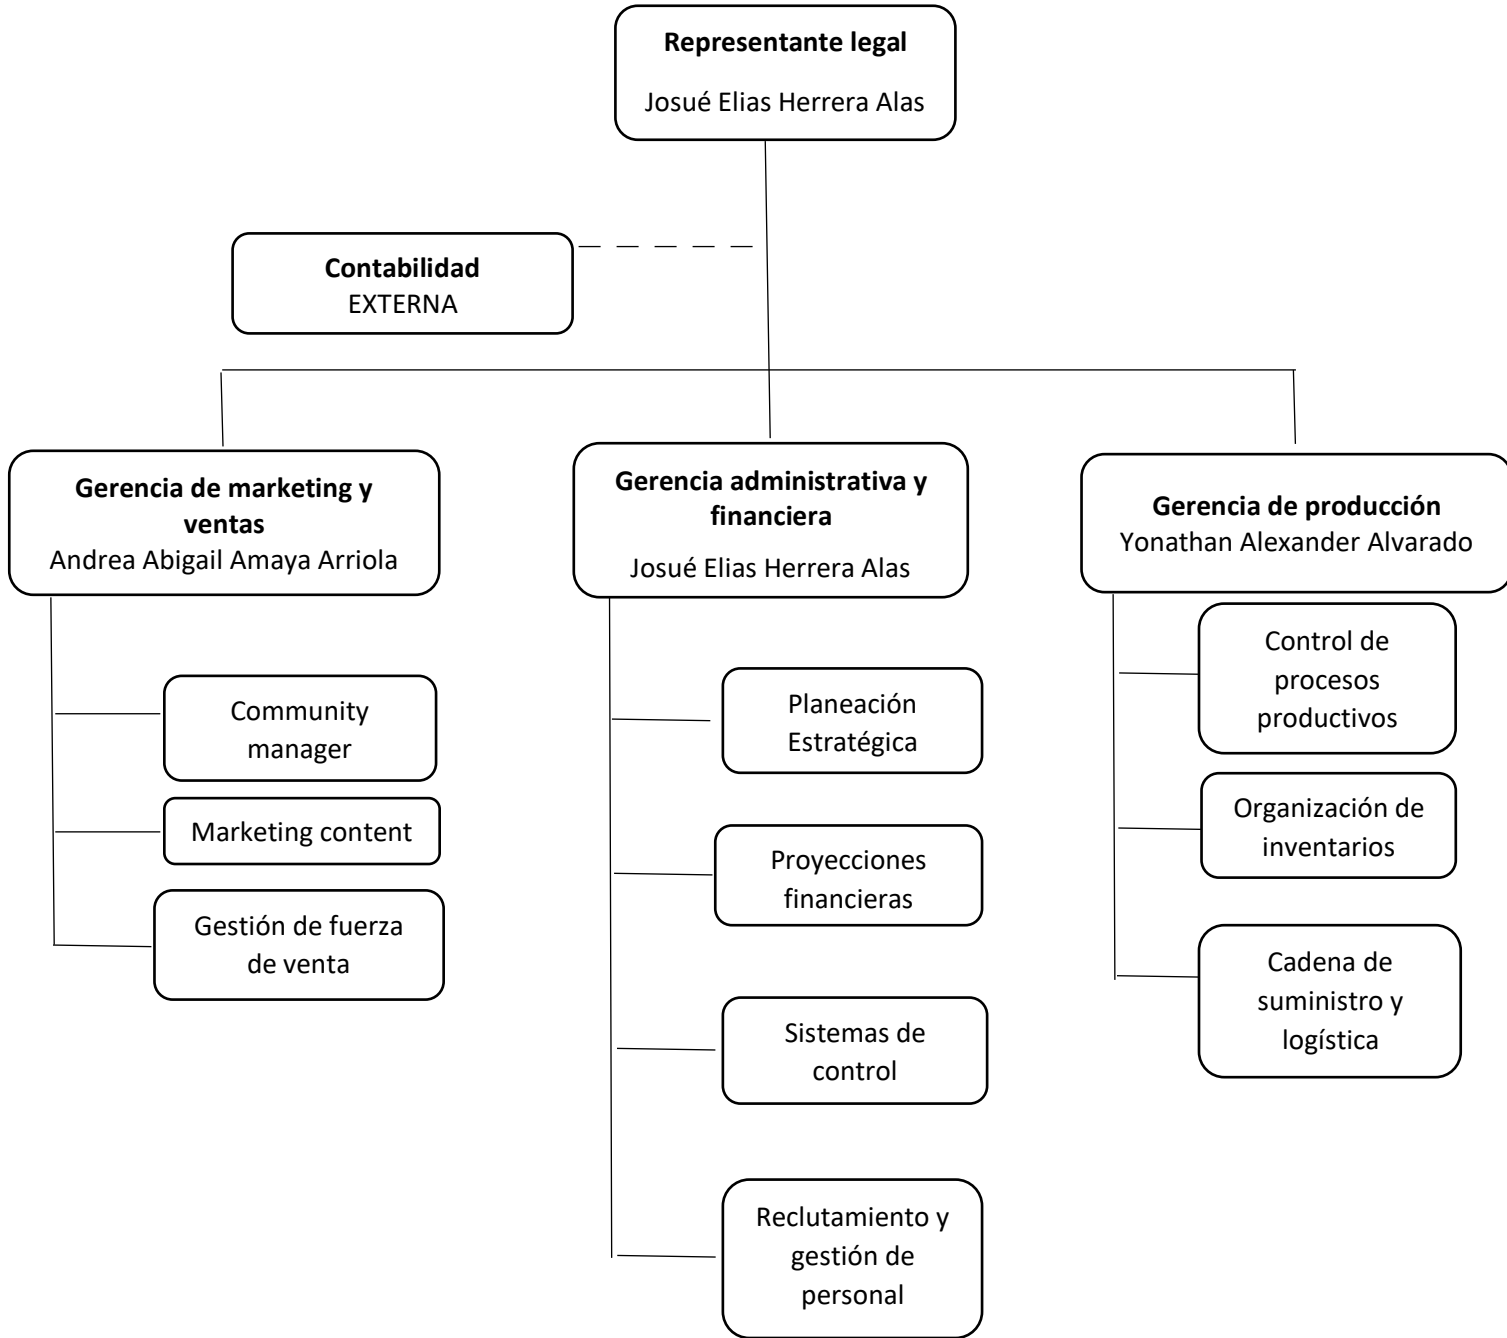 Representante legal
Josué Elias Herrera Alas
Contabilidad
EXTERNA
Gerencia de marketing y
ventas
Andrea Abigail Amaya Arriola
Gerencia administrativa y
financiera
Josué Elias Herrera Alas
Gerencia de producción
Yonathan Alexander Alvarado
Community
manager
Marketing content
Gestión de fuerza
de venta
Planeación
Estratégica
Proyecciones
financieras
Sistemas de
control
Reclutamiento y
gestión de
personal
Control de
procesos
productivos
Organización de
inventarios
Cadena de
suministro y
logística